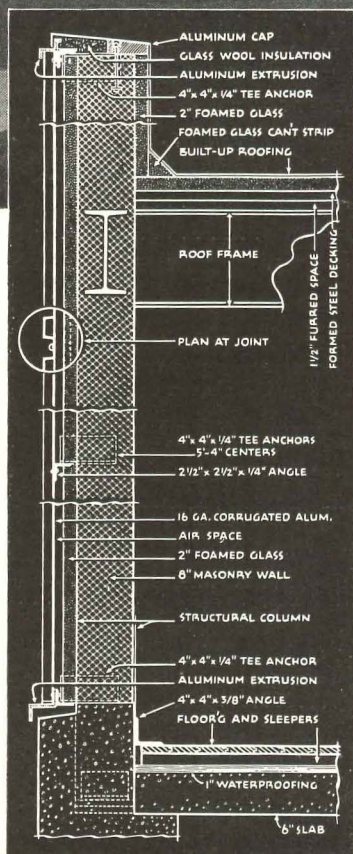 ALUMINUM CAP
GLASS WOOL INSULATION
ALUMINUM EXTRUSION
4"x 4"x 1/4" TEE ANCHOR
2" FOAMED GLASS
FOAMED GLASS CAN'T STRIP
BUILT-UP ROOFING
ROOF FRAME
1 1/2" FURRED SPACE
FORMED STEEL DECKING
PLAN AT JOINT
4"x 4"x 1/4" TEE ANCHORS
5'-4" CENTERS
2 1/2"x 2 1/2"x 1/4" ANGLE
16 GA. CORRUGATED ALUM.
AIR SPACE
2" FOAMED GLASS
8" MASONRY WALL
STRUCTURAL COLUMN
4"x 4"x 1/4" TEE ANCHOR
ALUMINUM EXTRUSION
4"x 4"x 3/8" ANGLE
FLOOR'G AND SLEEPERS
1" WATERPROOFING
6" SLAB